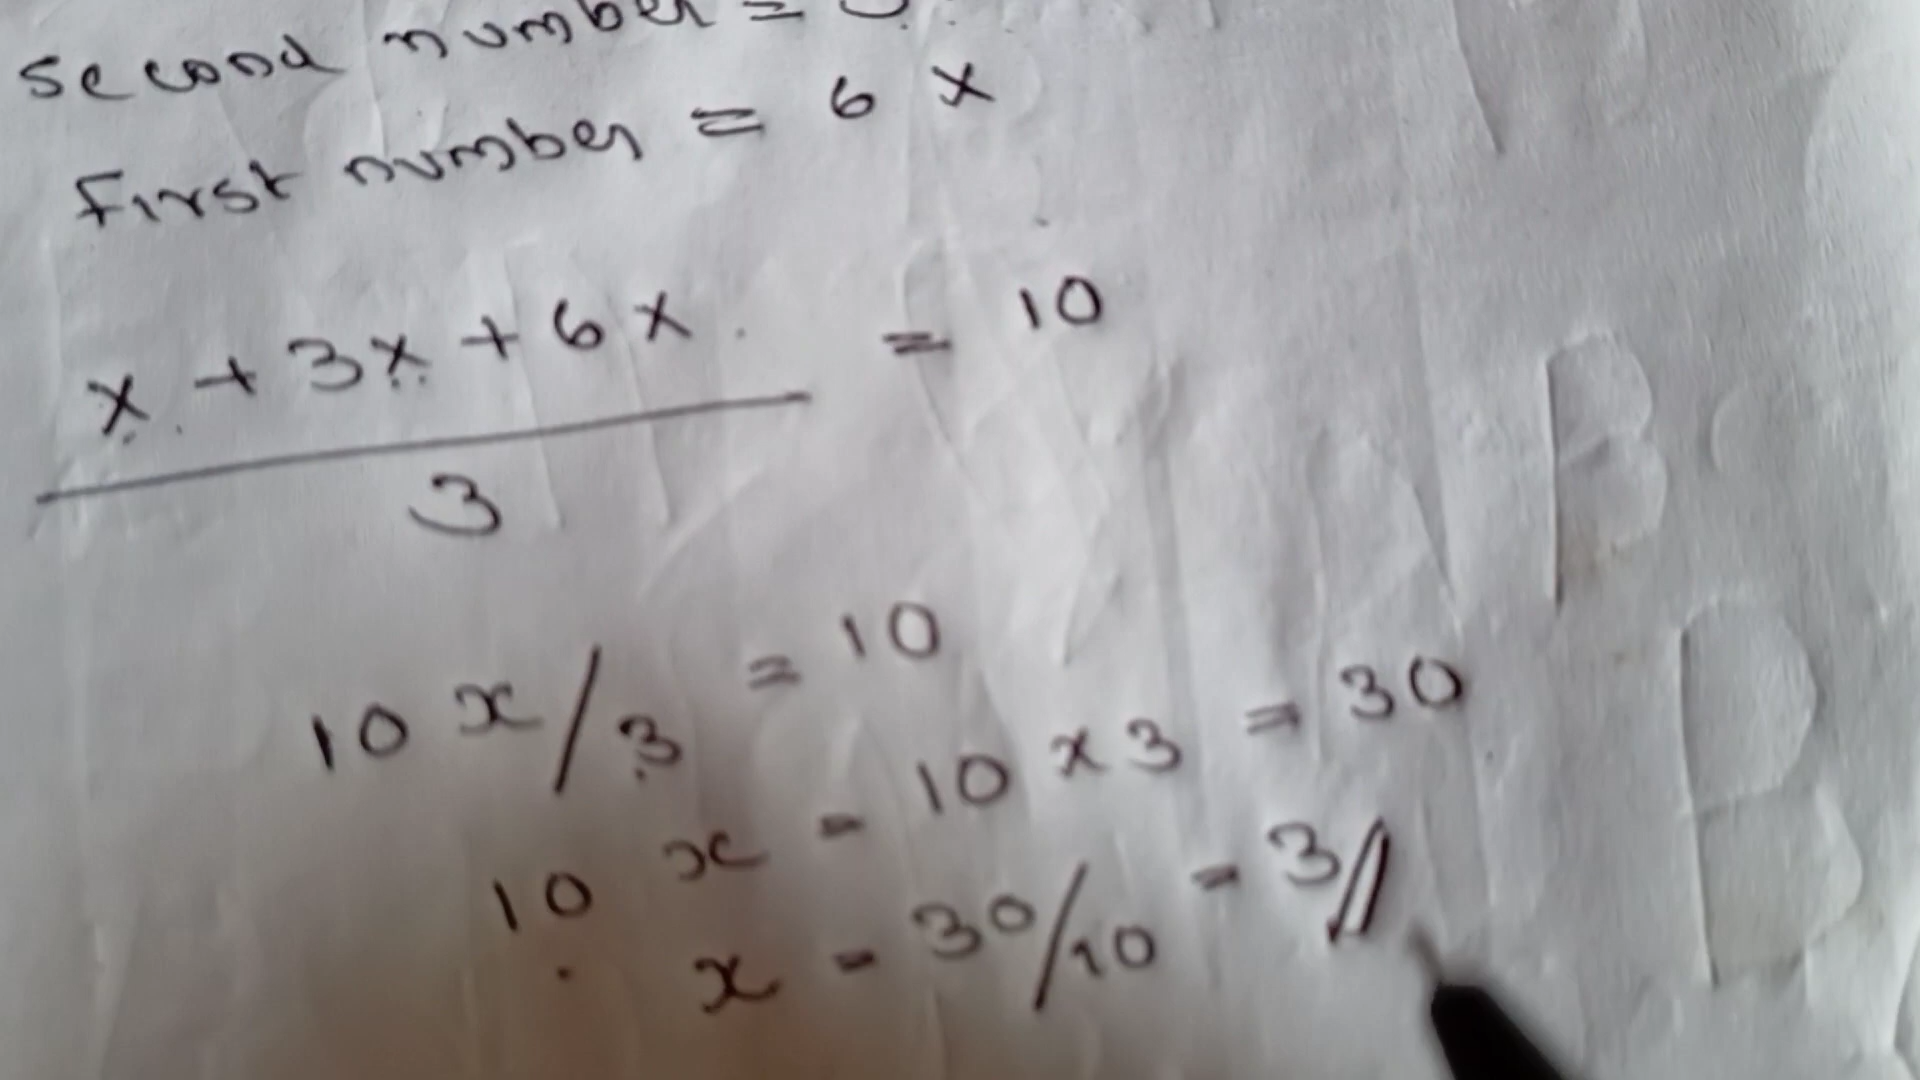 second number =
First number = 6 x
x + 3x + 6x = 10
3
10 x/3 = 10
10 x = 10 x 3 = 30
x = 30/10 = 3//